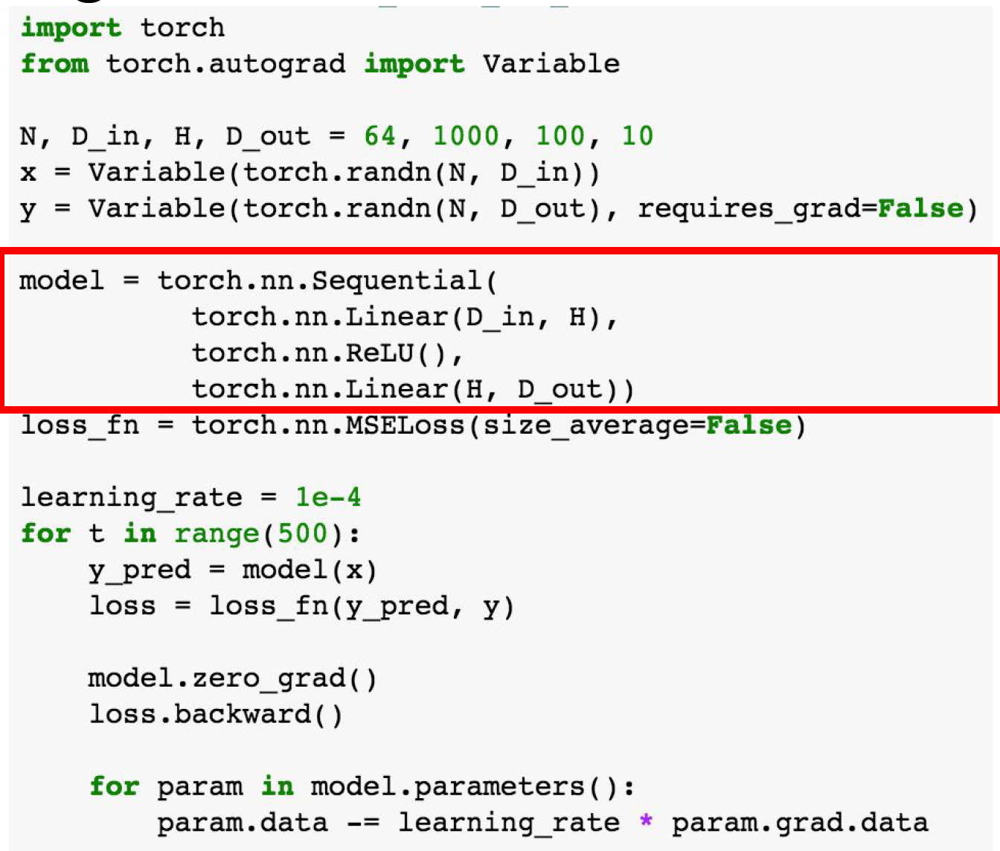 import torch
from torch.autograd import Variable
N, D_in, H, D_out = 64, 1000, 100, 10
x = Variable(torch.randn(N, D_in))
y = Variable(torch.randn(N, D_out), requires_grad=False)
model = torch.nn.Sequential(
torch.nn.Linear(D_in, H),
torch.nn.ReLU(),
torch.nn.Linear(H, D_out))
loss_fn = torch.nn.MSELoss(size_average=False)
learning_rate = 1e-4
for t in range(500):
y_pred = model(x)
loss = loss_fn(y_pred, y)
model.zero_grad()
loss.backward()
for param in model.parameters():
param.data -= learning_rate * param.grad.data